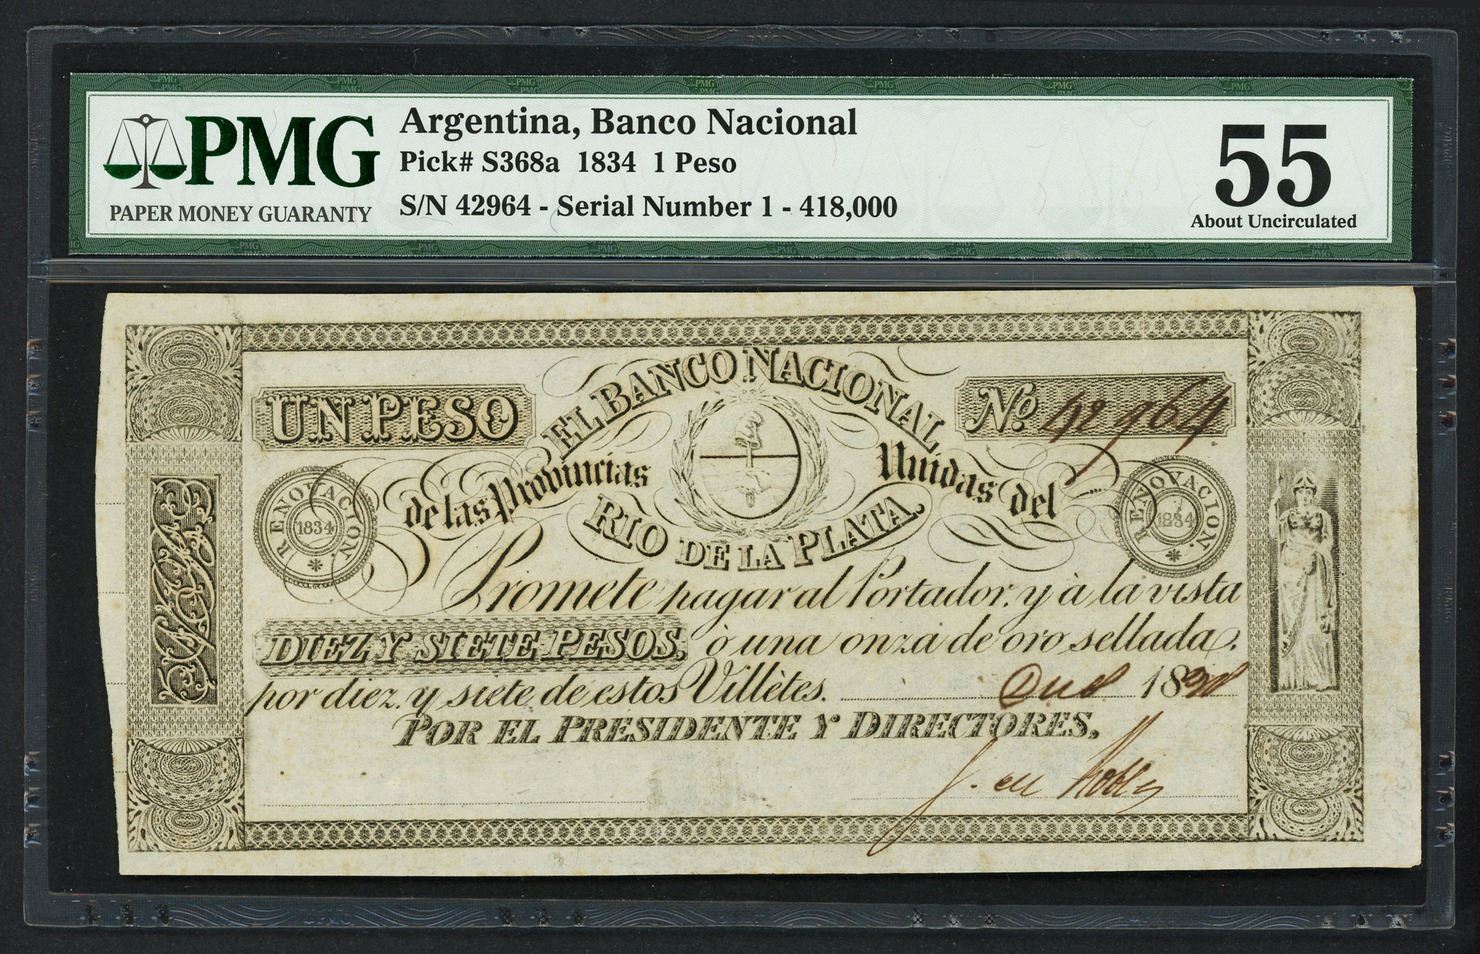 PMG
PAPER MONEY GUARANTY
Argentina, Banco Nacional
Pick# S368a 1834 1 Peso
S/N 42964 - Serial Number 1 - 418,000
55
About Uncirculated
EL BANCO NACIONAL
UN PESO
No. 42964
de las Provincias Unidas del
RIO DE LA PLATA.
RENOVACION. 1834 *
RENOVACION. 1834 *
Promete pagar al Portador. y à la vista
DIEZ Y SIETE PESOS, ò una onza de oro sellada.
por diez. y siete de estos Villètes. 18
POR EL PRESIDENTE Y DIRECTORES,